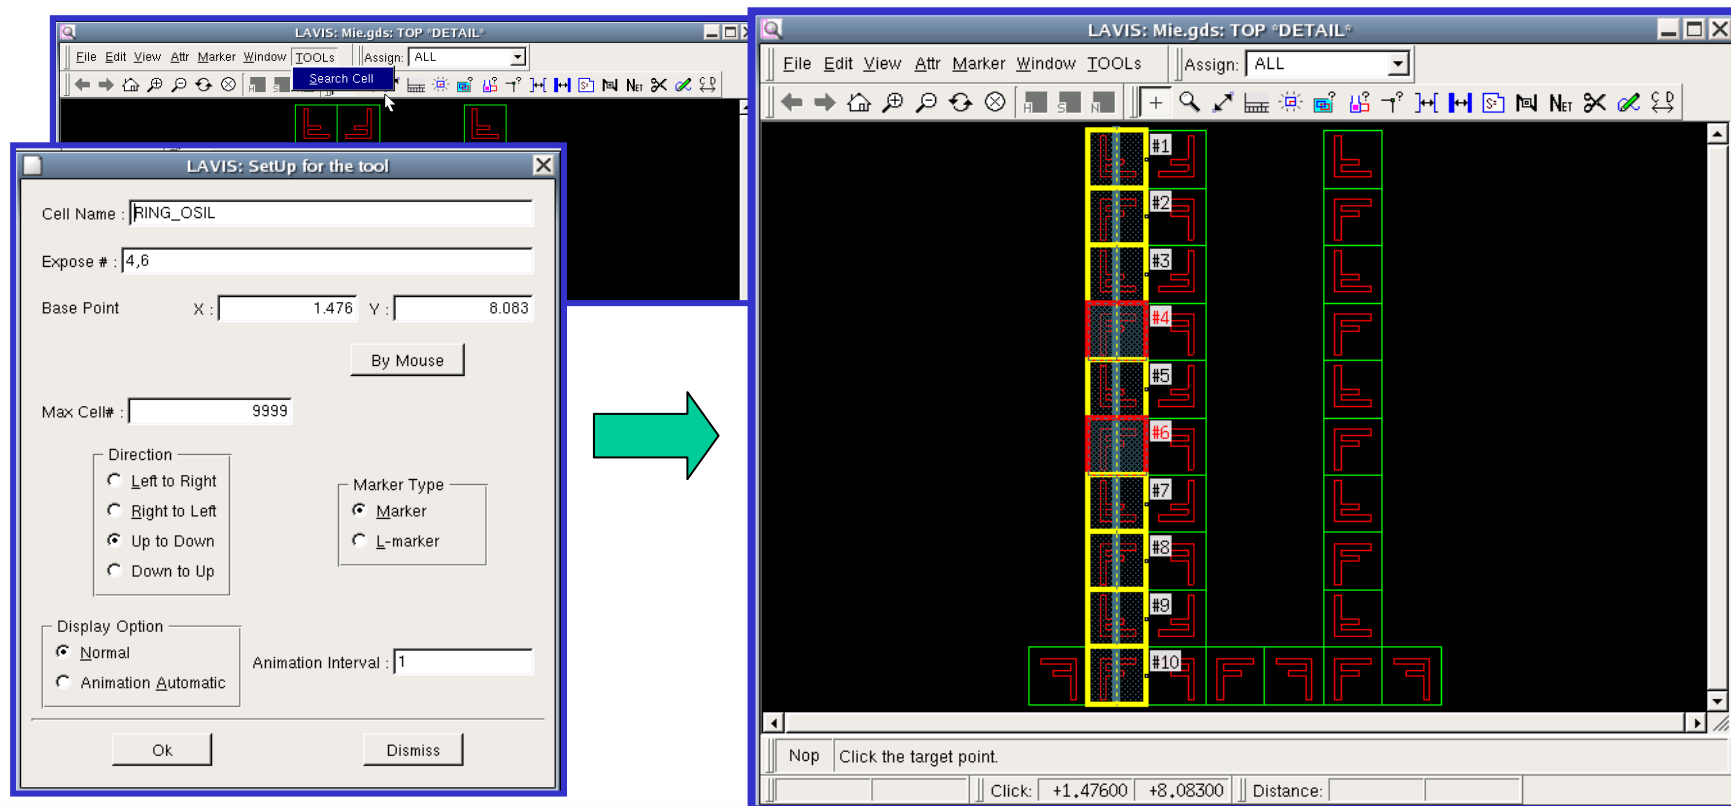 LAVIS: Mie.gds: TOP *DETAIL*
File Edit View Attr Marker Window TOOLs Assign: ALL
Search Cell
NET
LAVIS: SetUp for the tool
Cell Name : RING_OSIL
Expose # : 4,6
Base Point X : 1.476 Y : 8.083
By Mouse
Max Cell# : 9999
Direction
Left to Right
Right to Left
Up to Down
Down to Up
Marker Type
Marker
L-marker
Display Option
Normal
Animation Automatic
Animation Interval : 1
Ok Dismiss
LAVIS: Mie.gds: TOP *DETAIL*
File Edit View Attr Marker Window TOOLs Assign: ALL
H S N NET
#1
#2
#3
#4
#5
#6
#7
#8
#9
#10
Nop Click the target point.
Click: +1.47600 +8.08300 Distance: